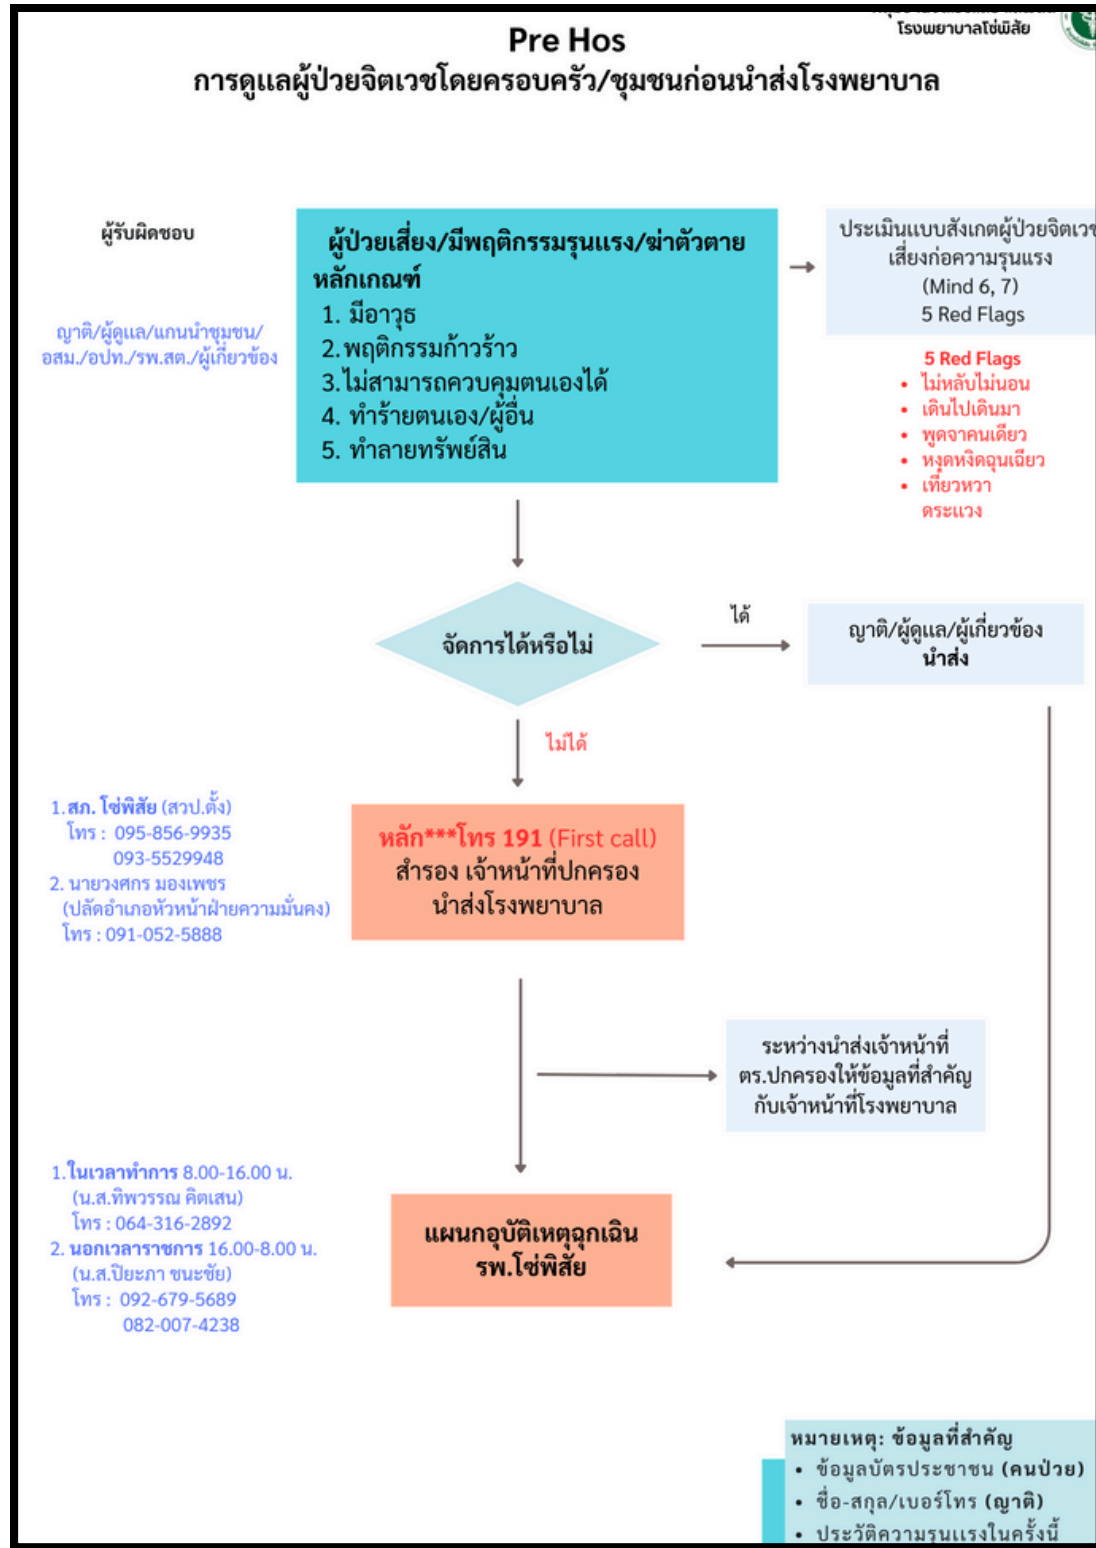 โรงพยาบาลโซ่พิสัย
Pre Hos
การดูแลผู้ป่วยจิตเวชโดยครอบครัว/ชุมชนก่อนนำส่งโรงพยาบาล
ผู้รับผิดชอบ
ญาติ/ผู้ดูแล/แกนนำชุมชน/
อสม./อปท./รพ.สต./ผู้เกี่ยวข้อง
ผู้ป่วยเสี่ยง/มีพฤติกรรมรุนแรง/ฆ่าตัวตาย
หลักเกณฑ์
1. มีอาวุธ
2.พฤติกรรมก้าวร้าว
3.ไม่สามารถควบคุมตนเองได้
4. ทำร้ายตนเอง/ผู้อื่น
5. ทำลายทรัพย์สิน
ประเมินแบบสังเกตผู้ป่วยจิตเวช
เสี่ยงก่อความรุนแรง
(Mind 6, 7)
5 Red Flags
5 Red Flags
• ไม่หลับไม่นอน
• เดินไปเดินมา
• พูดจาคนเดียว
• หงุดหงิดฉุนเฉียว
• เที่ยวหวา
ดระแวง
จัดการได้หรือไม่
ได้
ญาติ/ผู้ดูแล/ผู้เกี่ยวข้อง
นำส่ง
ไม่ได้
1.สภ. โซ่พิสัย (สวป.ตั้ง)
โทร : 095-856-9935
093-5529948
2. นายวงศกร มองเพชร
(ปลัดอำเภอหัวหน้าฝ่ายความมั่นคง)
โทร : 091-052-5888
หลัก***โทร 191 (First call)
สำรอง เจ้าหน้าที่ปกครอง
นำส่งโรงพยาบาล
ระหว่างนำส่งเจ้าหน้าที่
ตร.ปกครองให้ข้อมูลที่สำคัญ
กับเจ้าหน้าที่โรงพยาบาล
1.ในเวลาทำการ 8.00-16.00 น.
(น.ส.ทิพวรรณ คิตเสน)
โทร : 064-316-2892
2. นอกเวลาราชการ 16.00-8.00 น.
(น.ส.ปิยะภา ชนะชัย)
โทร : 092-679-5689
082-007-4238
แผนกอุบัติเหตุฉุกเฉิน
รพ.โซ่พิสัย
หมายเหตุ: ข้อมูลที่สำคัญ
• ข้อมูลบัตรประชาชน (คนป่วย)
• ชื่อ-สกุล/เบอร์โทร (ญาติ)
• ประวัติความรุนแรงในครั้งนี้